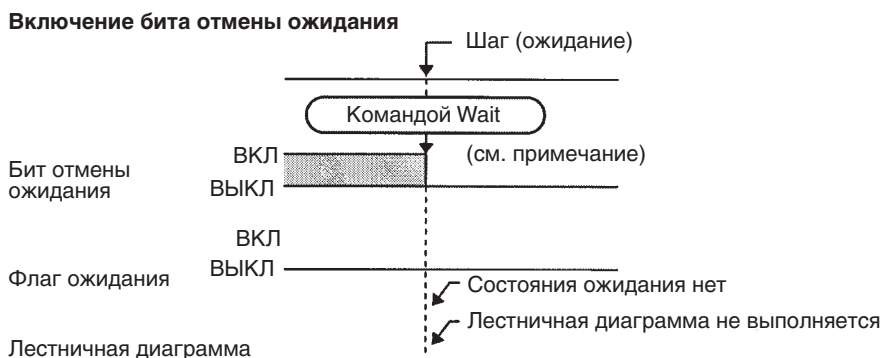 Включение бита отмены ожидания
Шаг (ожидание)
Командой Wait
(см. примечание)
ВКЛ
Бит отмены
ожидания
ВЫКЛ
ВКЛ
Флаг ожидания
ВЫКЛ
Состояния ожидания нет
Лестничная диаграмма не выполняется
Лестничная диаграмма